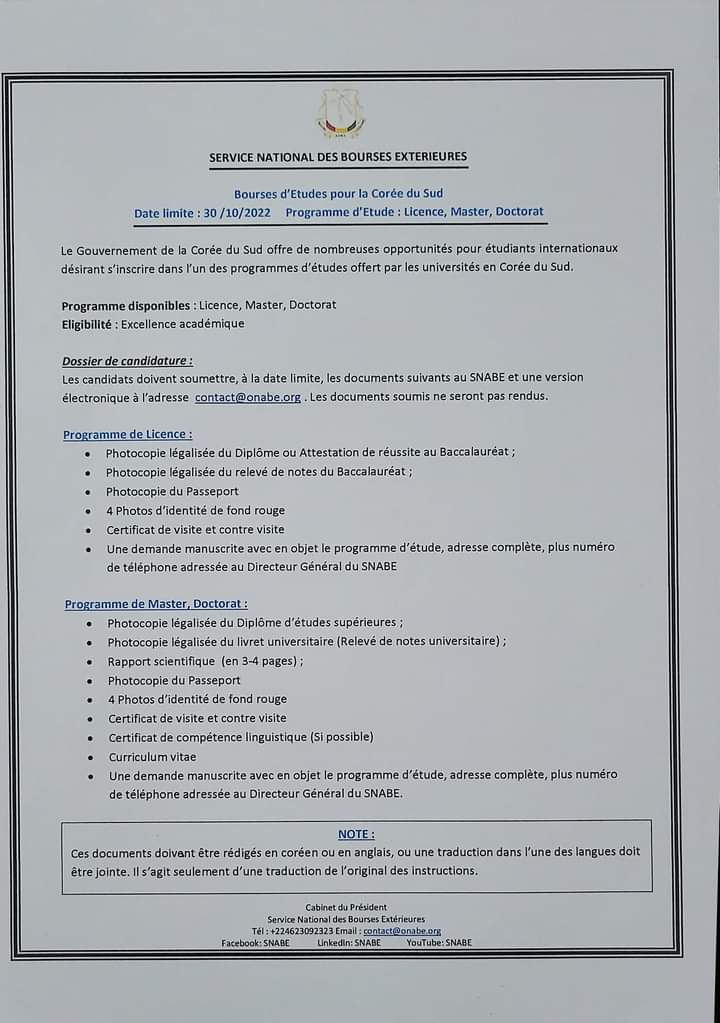 SERVICE NATIONAL DES BOURSES EXTERIEURES
Bourses d'Etudes pour la Corée du Sud
Date limite : 30 /10/2022 Programme d'Etude : Licence, Master, Doctorat
Le Gouvernement de la Corée du Sud offre de nombreuses opportunités pour étudiants internationaux
désirant s'inscrire dans l'un des programmes d'études offert par les universités en Corée du Sud.
Programme disponibles : Licence, Master, Doctorat
Eligibilité : Excellence académique
Dossier de candidature :
Les candidats doivent soumettre, à la date limite, les documents suivants au SNABE et une version
électronique à l'adresse contact@onabe.org . Les documents soumis ne seront pas rendus.
Programme de Licence :
• Photocopie légalisée du Diplôme ou Attestation de réussite au Baccalauréat ;
• Photocopie légalisée du relevé de notes du Baccalauréat ;
• Photocopie du Passeport
• 4 Photos d'identité de fond rouge
• Certificat de visite et contre visite
• Une demande manuscrite avec en objet le programme d'étude, adresse complète, plus numéro
de téléphone adressée au Directeur Général du SNABE
Programme de Master, Doctorat :
• Photocopie légalisée du Diplôme d'études supérieures ;
• Photocopie légalisée du livret universitaire (Relevé de notes universitaire) ;
• Rapport scientifique (en 3-4 pages) ;
• Photocopie du Passeport
• 4 Photos d'identité de fond rouge
• Certificat de visite et contre visite
• Certificat de compétence linguistique (Si possible)
• Curriculum vitae
• Une demande manuscrite avec en objet le programme d'étude, adresse complète, plus numéro
de téléphone adressée au Directeur Général du SNABE.
NOTE :
Ces documents doivent être rédigés en coréen ou en anglais, ou une traduction dans l'une des langues doit
être jointe. Il s'agit seulement d'une traduction de l'original des instructions.
Cabinet du Président
Service National des Bourses Extérieures
Tél : +224623092323 Email : contact@onabe.org
Facebook: SNABE LinkedIn: SNABE YouTube: SNABE